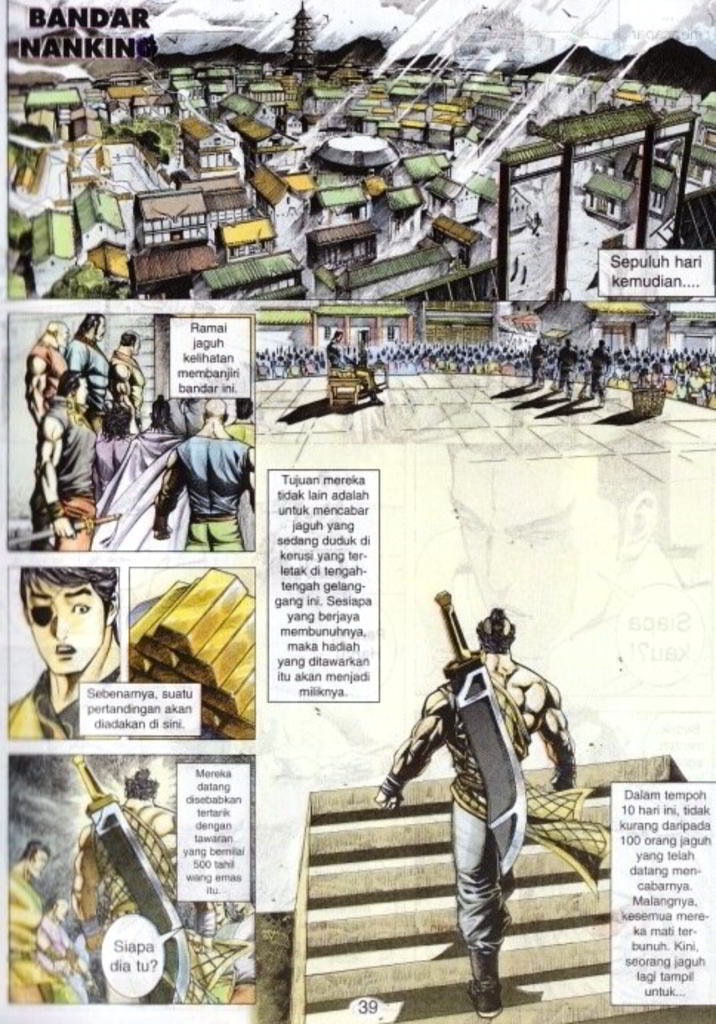 BANDAR
NANKING
Sepuluh hari
kemudian....
Ramai
jaguh
kelihatan
membanjiri
bandar ini.
Tujuan mereka
tidak lain adalah
untuk mencabar
jaguh yang
sedang duduk di
kerusi yang ter-
letak di tengah-
tengah gelang-
gang ini. Sesiapa
yang berjaya
membunuhnya,
maka hadiah
yang ditawarkan
itu akan menjadi
miliknya.
Sebenarnya, suatu
pertandingan akan
diadakan di sini.
Mereka
datang
disebabkan
tertarik
dengan
tawaran
yang bernilai
500 tahil
wang emas
itu.
Siapa
dia tu?
Dalam tempoh
10 hari ini, tidak
kurang daripada
100 orang jaguh
yang telah
datang men-
cabarnya.
Malangnya,
kesemua mere-
ka mati ter-
bunuh. Kini,
seorang jaguh
lagi tampil
untuk...
39